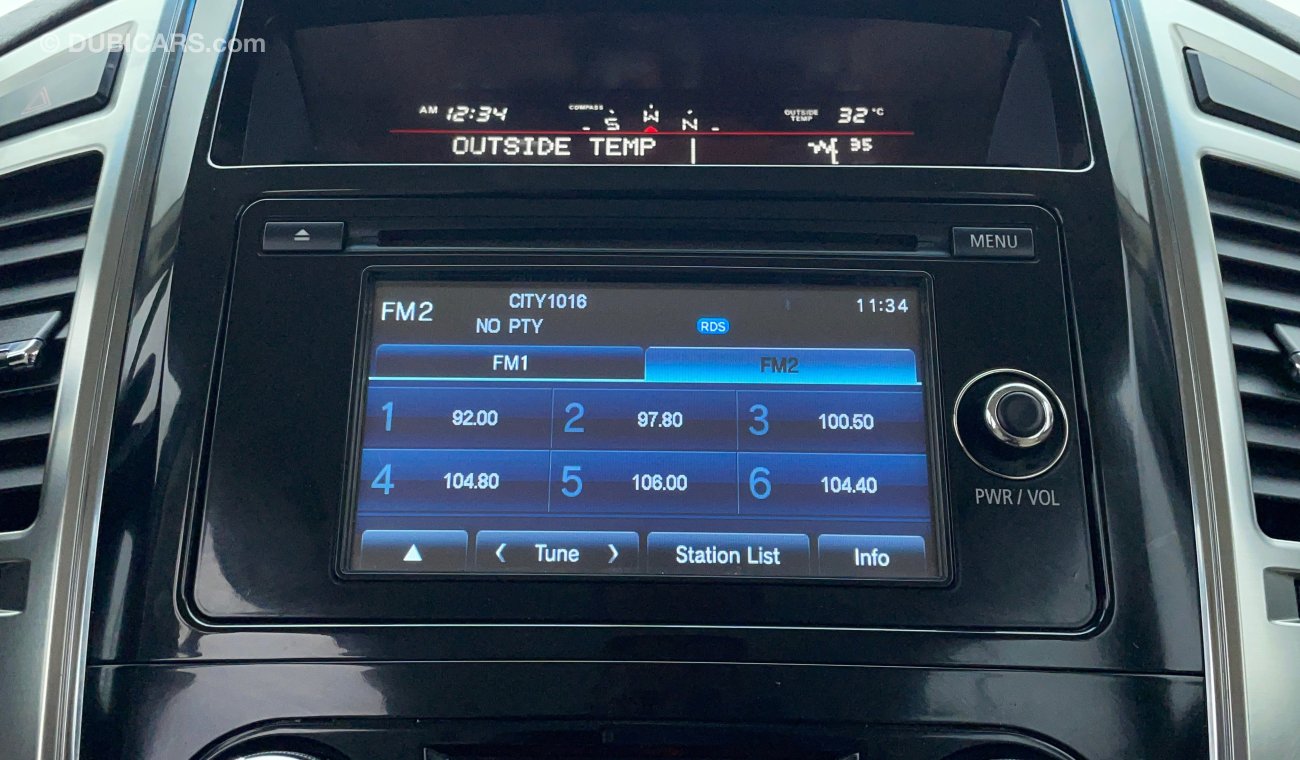 © DUBICARS.com
AM 12:34 COMPASS S W N OUTSIDE TEMP 32 °C
OUTSIDE TEMP 35
MENU
FM2 CITY1016 11:34
NO PTY RDS
FM1 FM2
1 92.00 2 97.80 3 100.50
4 104.80 5 106.00 6 104.40
PWR / VOL
Tune Station List Info